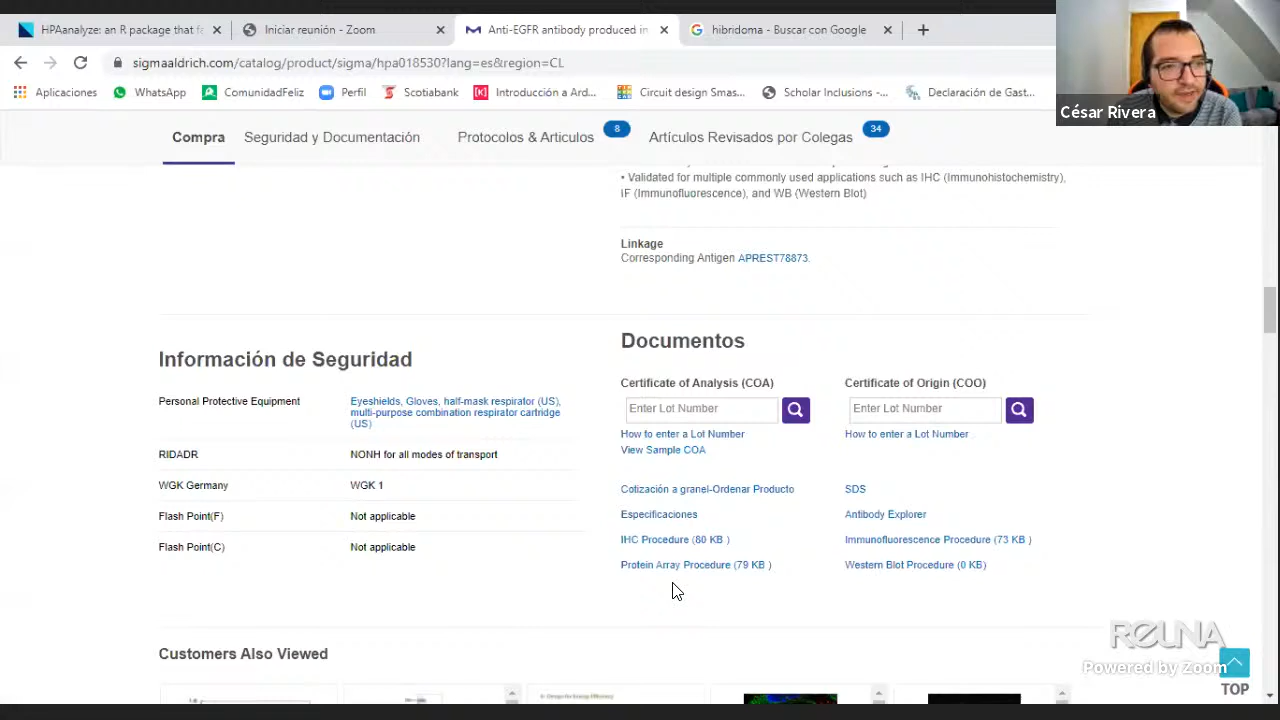 HPAanalyze: an R package that f
Iniciar reunión - Zoom
Anti-EGFR antibody produced in
hibridoma - Buscar con Google
sigmaaldrich.com/catalog/product/sigma/hpa018530?lang=es&region=CL
Aplicaciones
WhatsApp
ComunidadFeliz
Perfil
Scotiabank
Introducción a Ard...
Circuit design Smas...
Scholar Inclusions -...
Declaración de Gast...
César Rivera
Compra
Seguridad y Documentación
Protocolos & Articulos
8
Artículos Revisados por Colegas
34
• Validated for multiple commonly used applications such as IHC (Immunohistochemistry),
IF (Immunofluorescence), and WB (Western Blot)
Linkage
Corresponding Antigen APREST78873.
Información de Seguridad
Personal Protective Equipment
Eyeshields, Gloves, half-mask respirator (US),
multi-purpose combination respirator cartridge
(US)
RIDADR
NONH for all modes of transport
WGK Germany
WGK 1
Flash Point(F)
Not applicable
Flash Point(C)
Not applicable
Documentos
Certificate of Analysis (COA)
Certificate of Origin (COO)
Enter Lot Number
Enter Lot Number
How to enter a Lot Number
How to enter a Lot Number
View Sample COA
Cotización a granel-Ordenar Producto
SDS
Especificaciones
Antibody Explorer
IHC Procedure (80 KB )
Immunofluorescence Procedure (73 KB )
Protein Array Procedure (79 KB )
Western Blot Procedure (0 KB)
Customers Also Viewed
REUNA
Powered by Zoom
TOP